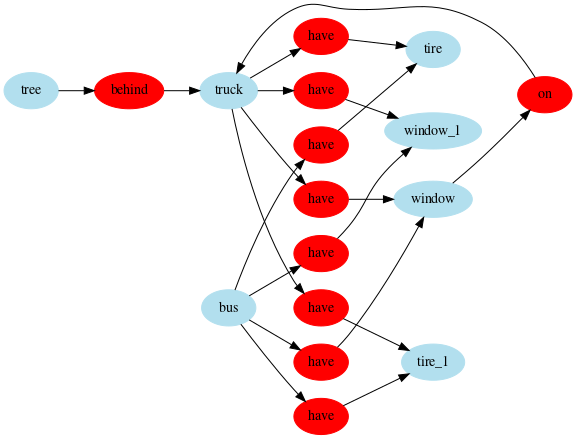 have
tire
tree
behind
truck
have
on
window_1
have
have
window
have
bus
have
have
tire_1
have